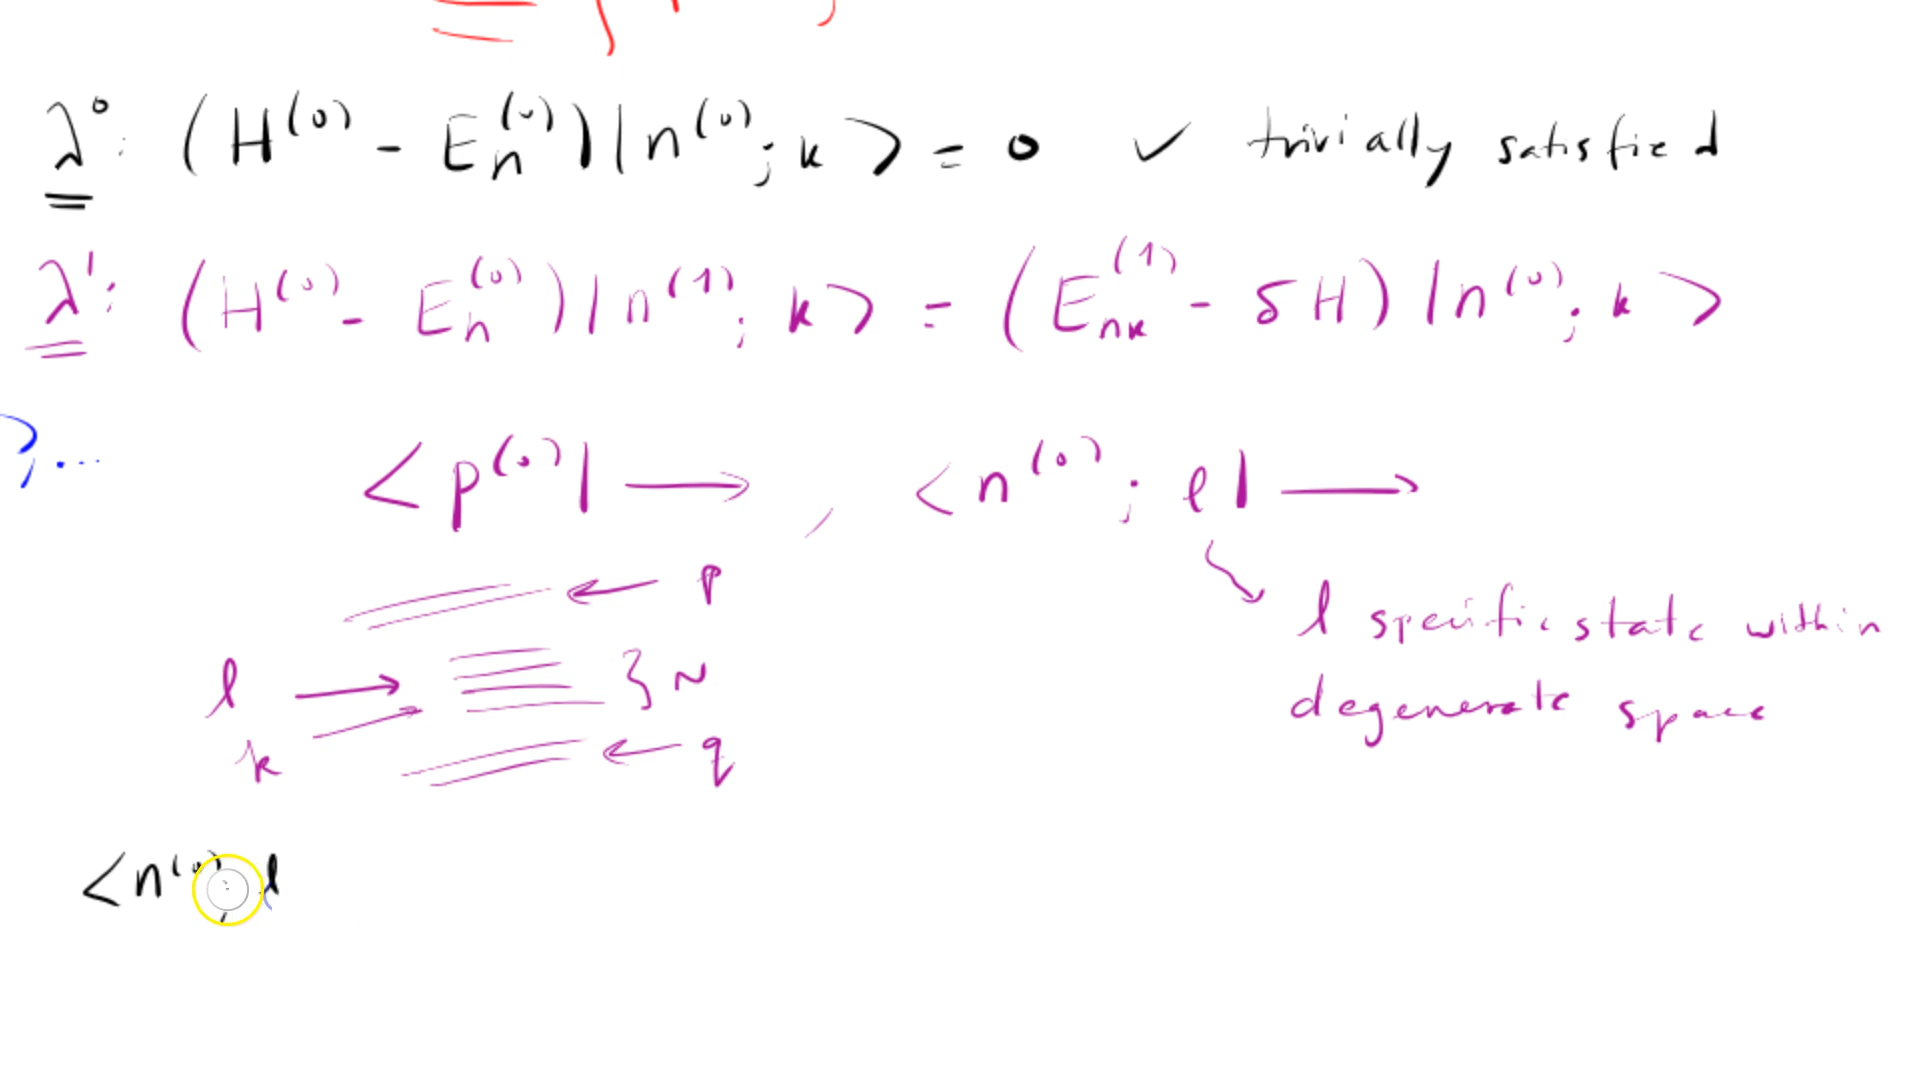 λ⁰: (H⁽⁰⁾ - Eₙ⁽⁰⁾)|n⁽⁰⁾; k> = 0 ✓ trivially satisfied
λ¹: (H⁽⁰⁾ - Eₙ⁽⁰⁾)|n⁽¹⁾; k> = (Eₙₖ⁽¹⁾ - δH)|n⁽⁰⁾; k>
; ...
<p⁽⁰⁾| ⟶ , <n⁽⁰⁾; ℓ| ⟶
← p
ℓ specific state within
ℓ → } N
degenerate space
k → ← q
<n⁽⁰⁾; ℓ